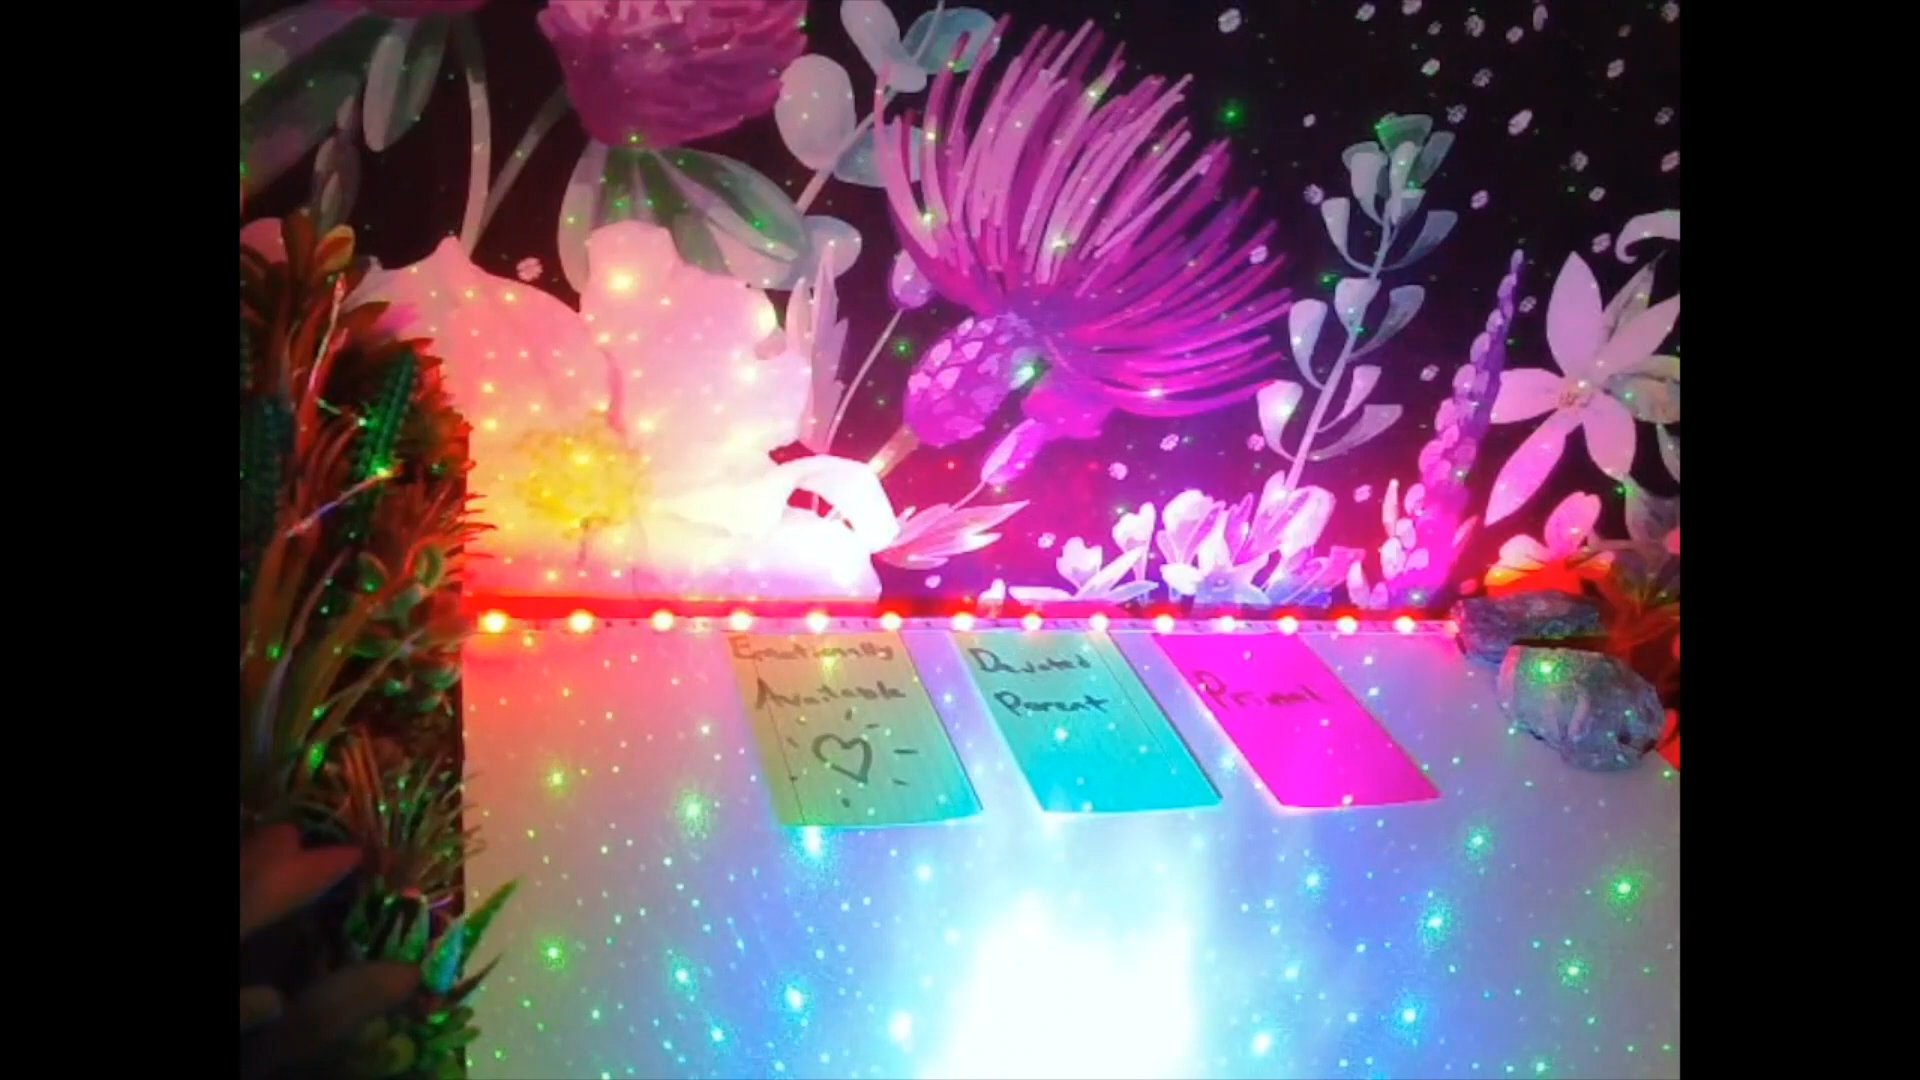 Emotionally
Available
Devoted
Parent
Primal